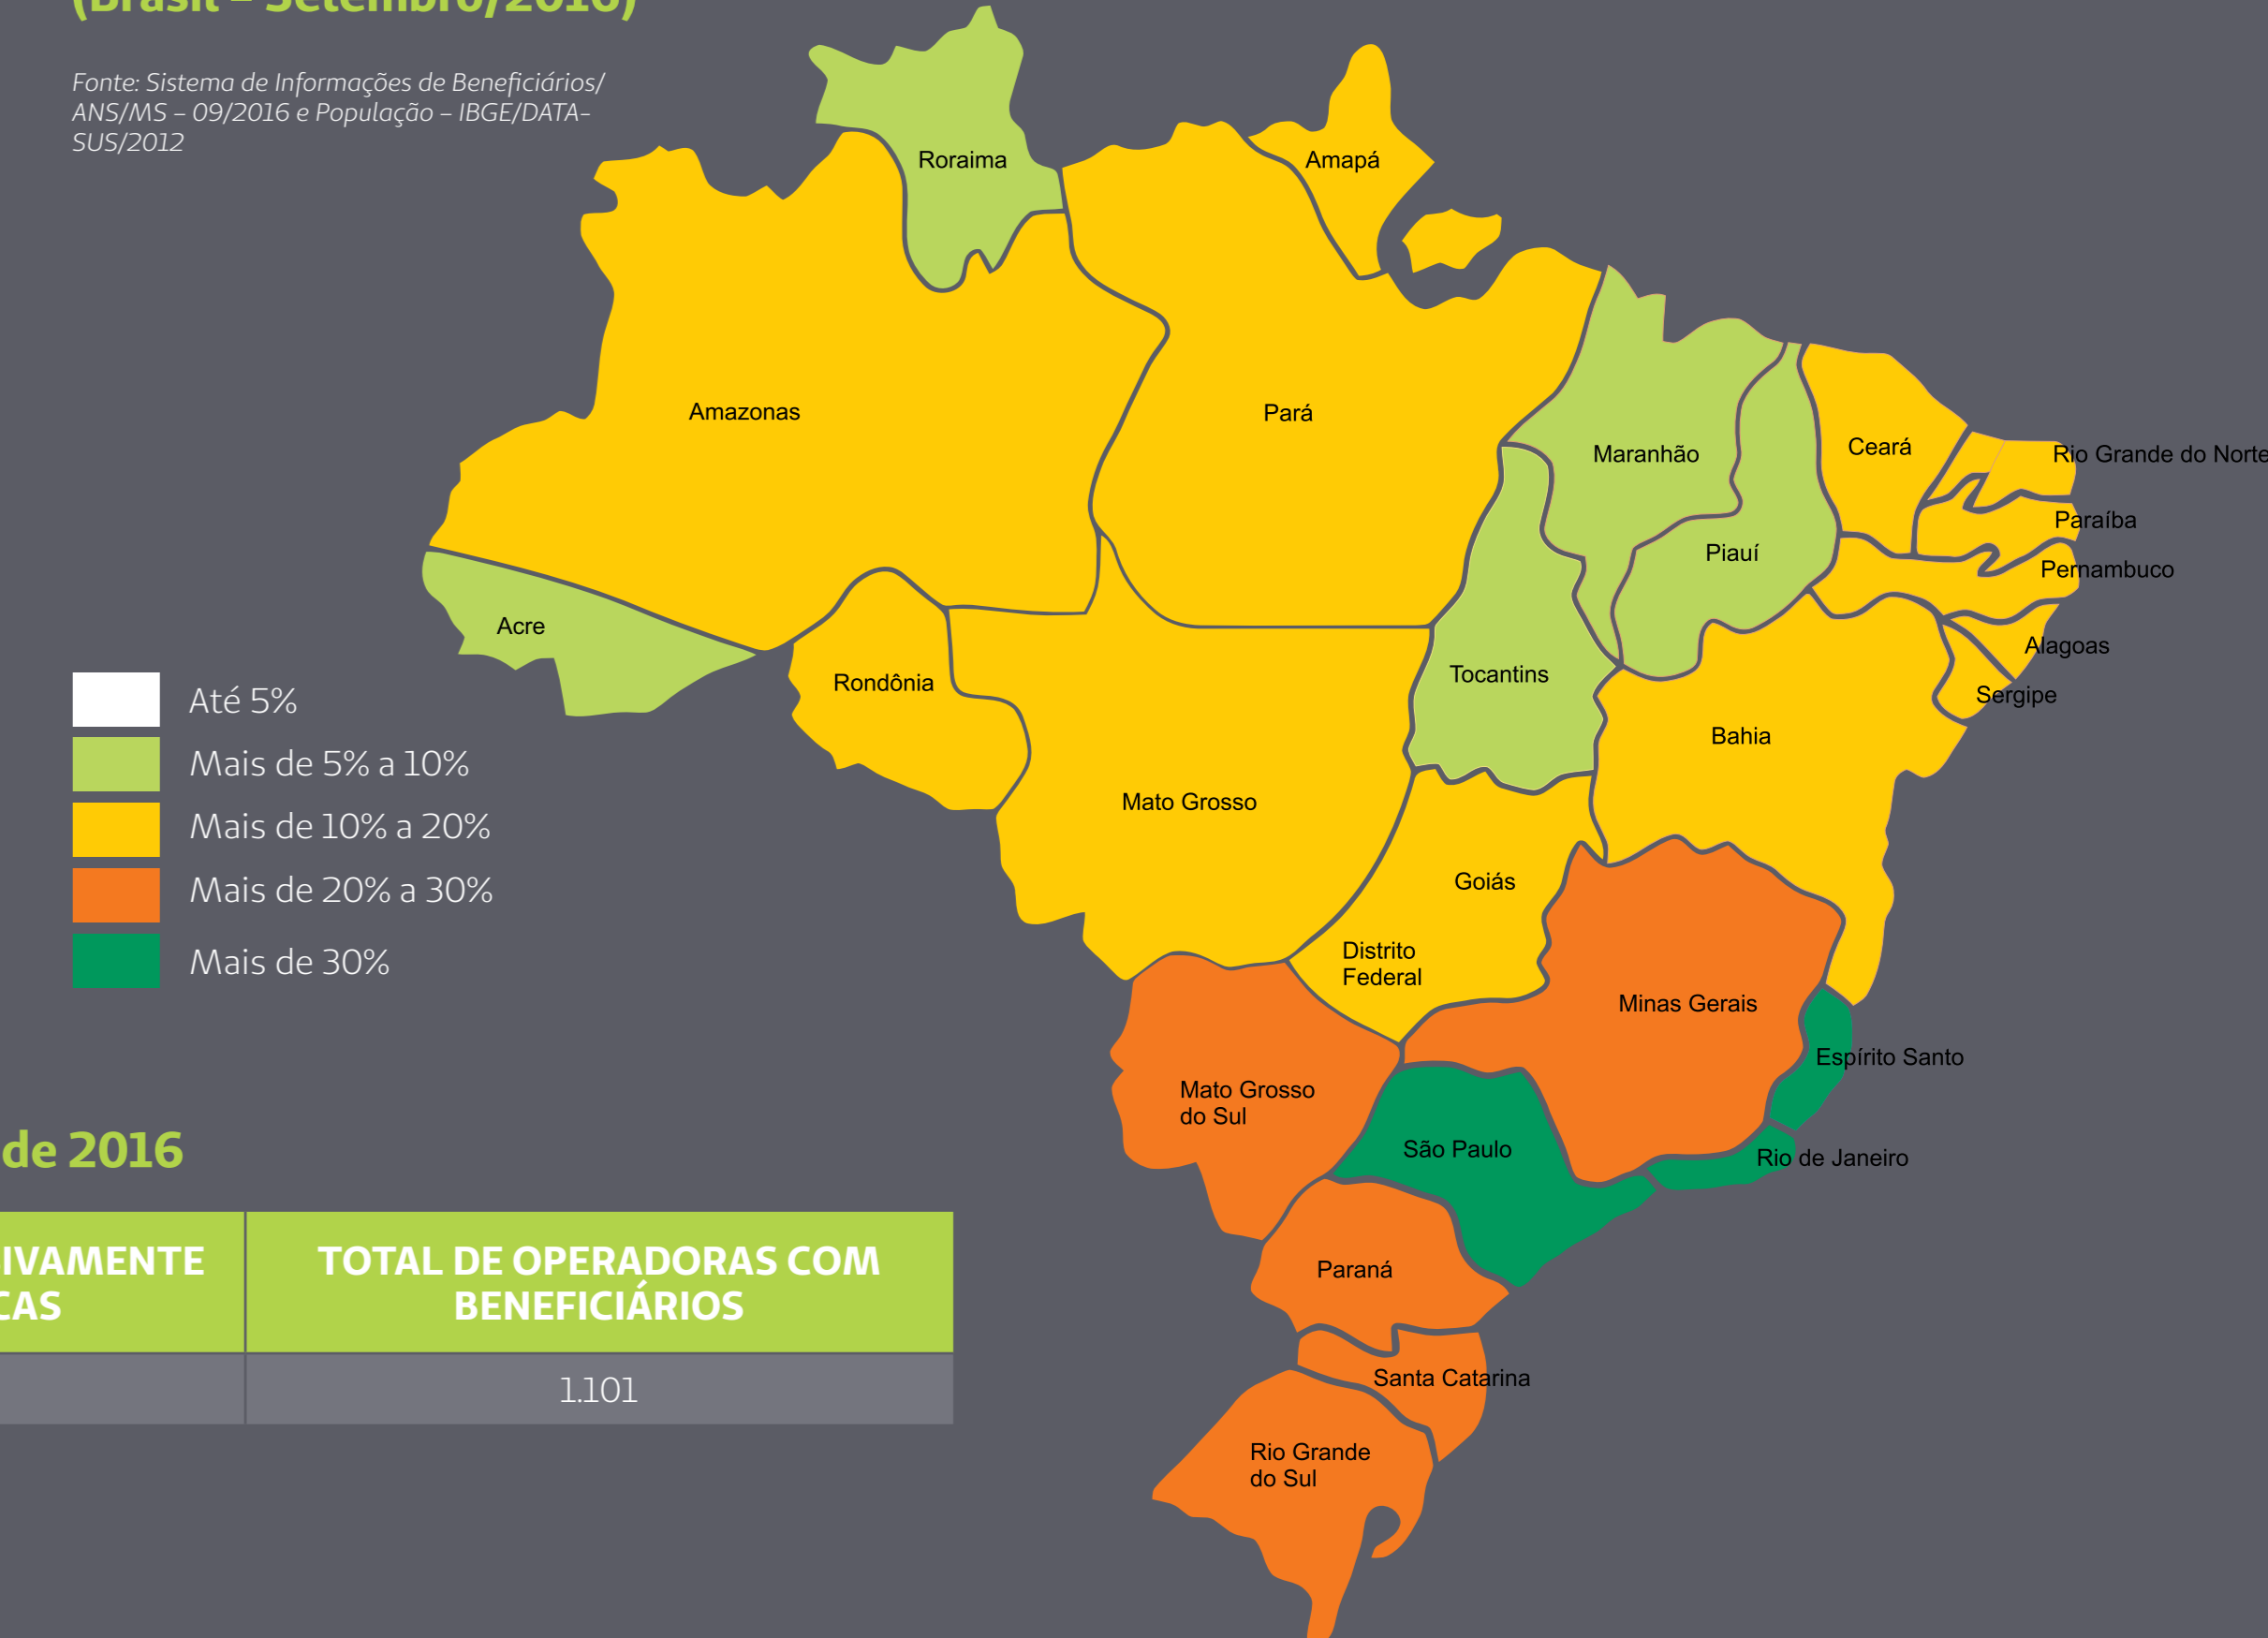 (Brasil – Setembro/2016)
Fonte: Sistema de Informações de Beneficiários/
ANS/MS – 09/2016 e População – IBGE/DATA-
SUS/2012
Roraima
Amapá
Amazonas
Pará
Maranhão
Ceará
Rio Grande do Norte
Paraíba
Piauí
Pernambuco
Acre
Alagoas
Rondônia
Tocantins
Sergipe
Bahia
Mato Grosso
Goiás
Distrito
Federal
Minas Gerais
Espírito Santo
Mato Grosso
do Sul
São Paulo
Rio de Janeiro
Paraná
Santa Catarina
Rio Grande
do Sul
Até 5%
Mais de 5% a 10%
Mais de 10% a 20%
Mais de 20% a 30%
Mais de 30%
de 2016
IVAMENTE
CAS
TOTAL DE OPERADORAS COM
BENEFICIÁRIOS
1.101